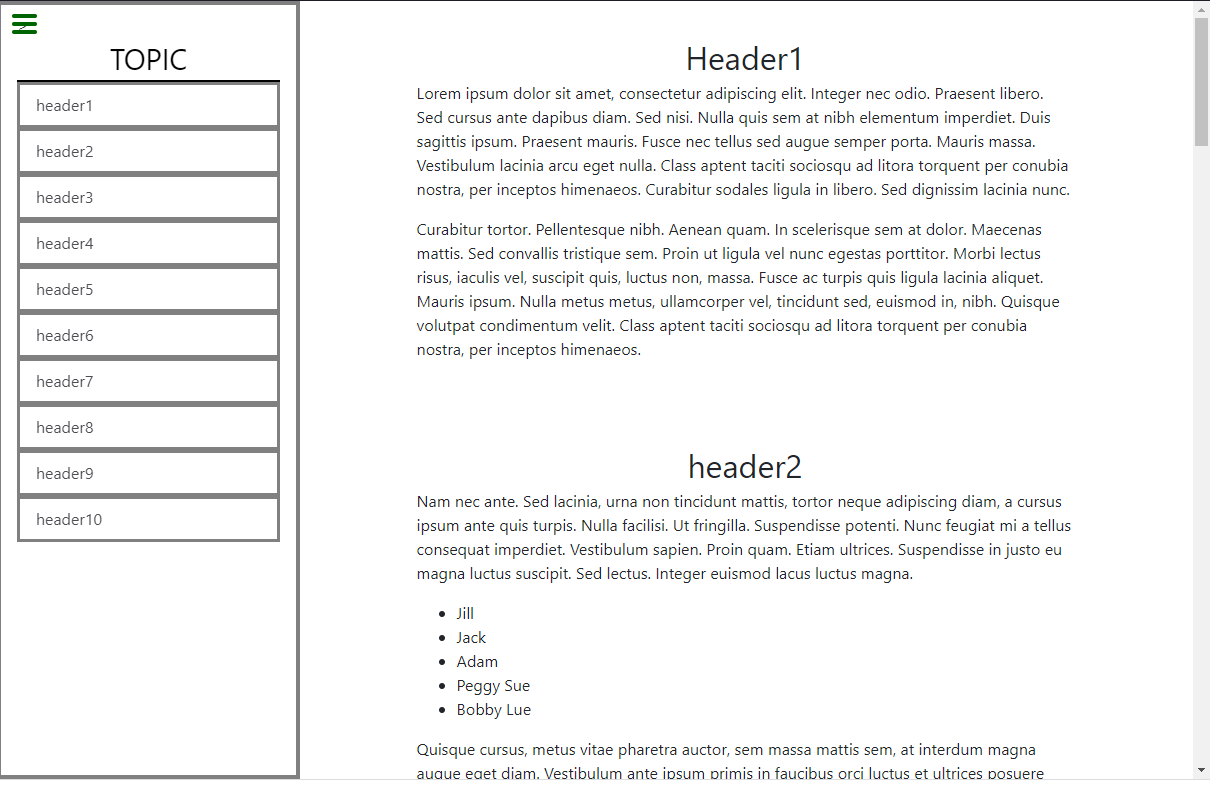 TOPIC
header1
header2
header3
header4
header5
header6
header7
header8
header9
header10
Header1
Lorem ipsum dolor sit amet, consectetur adipiscing elit. Integer nec odio. Praesent libero.
Sed cursus ante dapibus diam. Sed nisi. Nulla quis sem at nibh elementum imperdiet. Duis
sagittis ipsum. Praesent mauris. Fusce nec tellus sed augue semper porta. Mauris massa.
Vestibulum lacinia arcu eget nulla. Class aptent taciti sociosqu ad litora torquent per conubia
nostra, per inceptos himenaeos. Curabitur sodales ligula in libero. Sed dignissim lacinia nunc.
Curabitur tortor. Pellentesque nibh. Aenean quam. In scelerisque sem at dolor. Maecenas
mattis. Sed convallis tristique sem. Proin ut ligula vel nunc egestas porttitor. Morbi lectus
risus, iaculis vel, suscipit quis, luctus non, massa. Fusce ac turpis quis ligula lacinia aliquet.
Mauris ipsum. Nulla metus metus, ullamcorper vel, tincidunt sed, euismod in, nibh. Quisque
volutpat condimentum velit. Class aptent taciti sociosqu ad litora torquent per conubia
nostra, per inceptos himenaeos.
header2
Nam nec ante. Sed lacinia, urna non tincidunt mattis, tortor neque adipiscing diam, a cursus
ipsum ante quis turpis. Nulla facilisi. Ut fringilla. Suspendisse potenti. Nunc feugiat mi a tellus
consequat imperdiet. Vestibulum sapien. Proin quam. Etiam ultrices. Suspendisse in justo eu
magna luctus suscipit. Sed lectus. Integer euismod lacus luctus magna.
• Jill
• Jack
• Adam
• Peggy Sue
• Bobby Lue
Quisque cursus, metus vitae pharetra auctor, sem massa mattis sem, at interdum magna
augue eget diam. Vestibulum ante ipsum primis in faucibus orci luctus et ultrices posuere